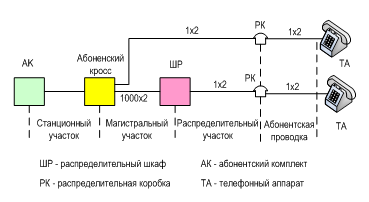 РК
1х2
1х2
Абонентский
кросс
АК
ШР
ТА
РК
1х2
1х2
1000х2
ТА
Станционный
участок
Магистральный
участок
Распределительный
участок
Абонентская
проводка
ШР - распределительный шкаф
АК - абонентский комплект
РК - распределительная коробка
ТА - телефонный аппарат